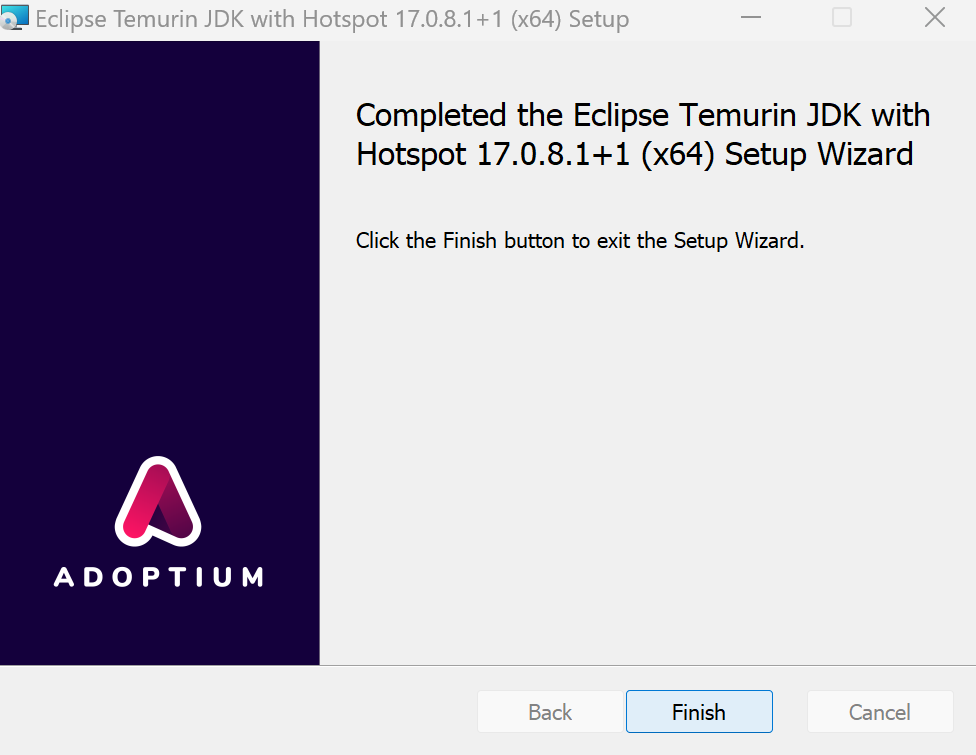 Eclipse Temurin JDK with Hotspot 17.0.8.1+1 (x64) Setup
Completed the Eclipse Temurin JDK with
Hotspot 17.0.8.1+1 (x64) Setup Wizard
Click the Finish button to exit the Setup Wizard.
ADOPTIUM
Back
Finish
Cancel